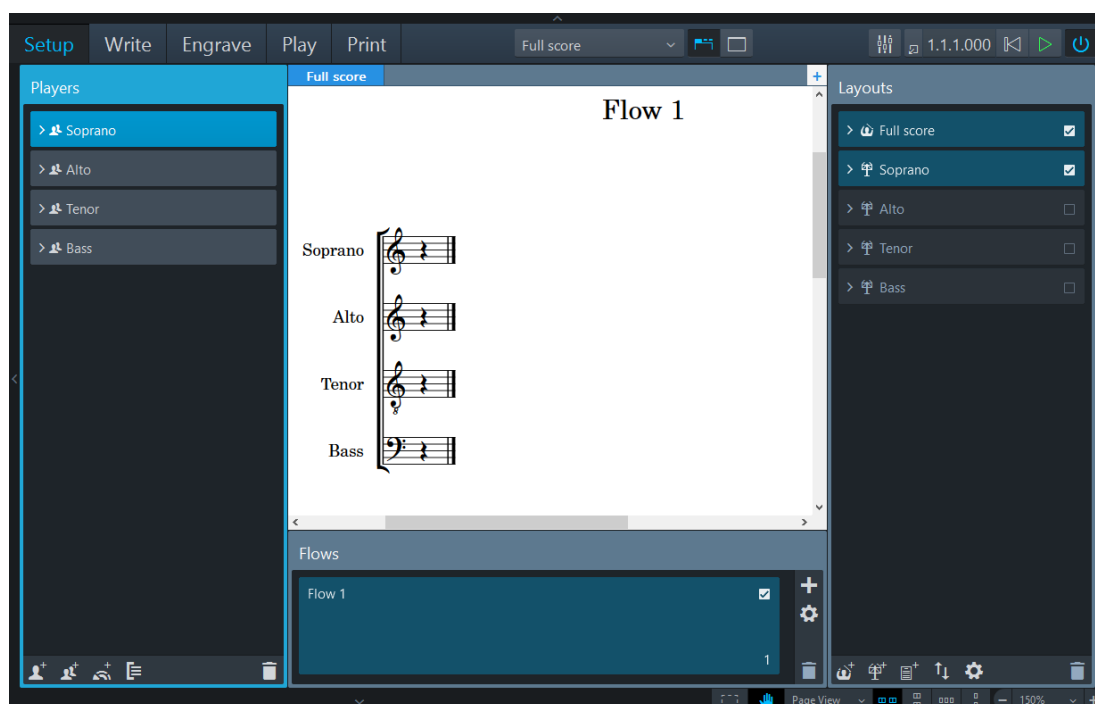 Setup Write Engrave Play Print Full score 1.1.1.000
Players
Soprano
Alto
Tenor
Bass
Full score
Flow 1
Soprano
Alto
Tenor
8
Bass
Flows
Flow 1
1
Layouts
Full score
Soprano
Alto
Tenor
Bass
Page View 150%